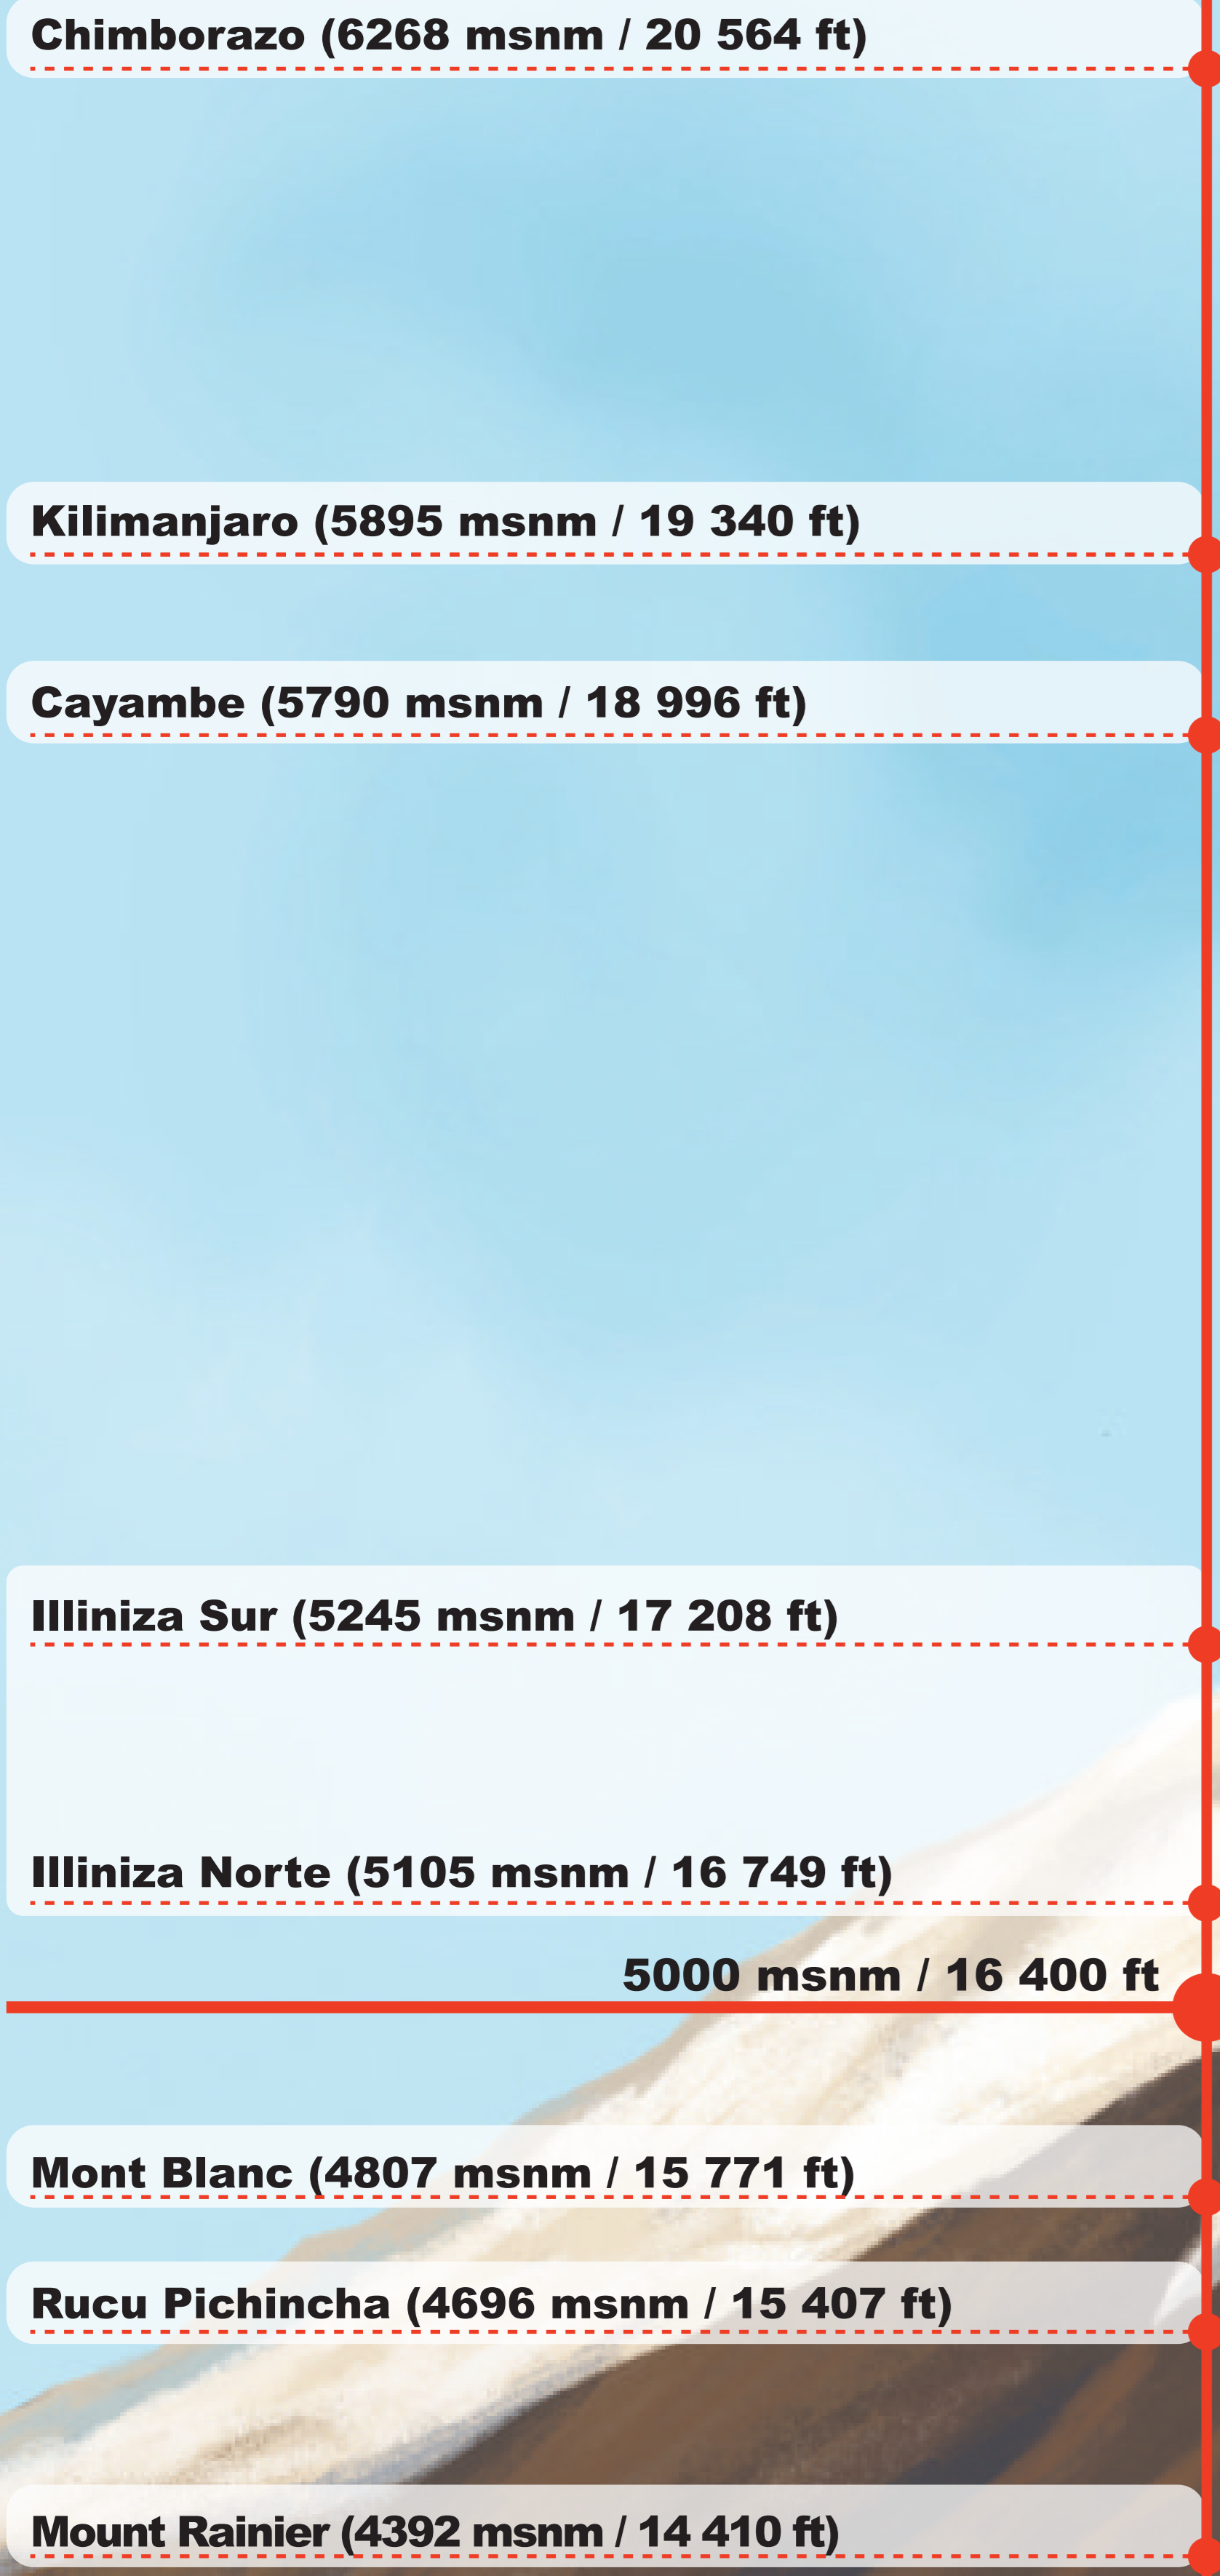 Chimborazo (6268 msnm / 20 564 ft)
Kilimanjaro (5895 msnm / 19 340 ft)
Cayambe (5790 msnm / 18 996 ft)
Illiniza Sur (5245 msnm / 17 208 ft)
Illiniza Norte (5105 msnm / 16 749 ft)
5000 msnm / 16 400 ft
Mont Blanc (4807 msnm / 15 771 ft)
Rucu Pichincha (4696 msnm / 15 407 ft)
Mount Rainier (4392 msnm / 14 410 ft)